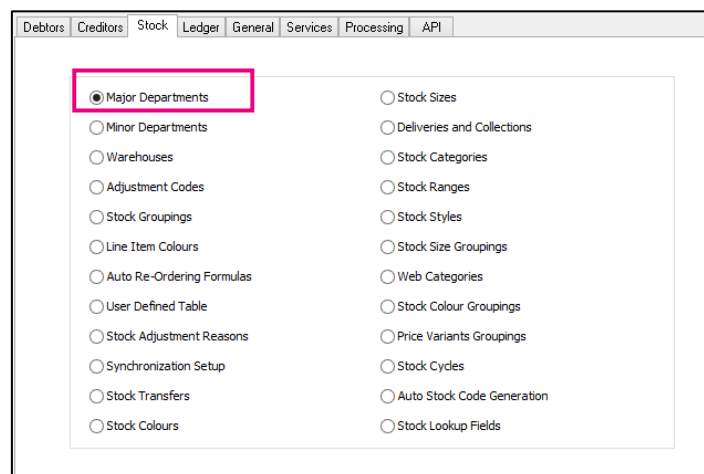 Debtors Creditors Stock Ledger General Services Processing API
Major Departments
Minor Departments
Warehouses
Adjustment Codes
Stock Groupings
Line Item Colours
Auto Re-Ordering Formulas
User Defined Table
Stock Adjustment Reasons
Synchronization Setup
Stock Transfers
Stock Colours
Stock Sizes
Deliveries and Collections
Stock Categories
Stock Ranges
Stock Styles
Stock Size Groupings
Web Categories
Stock Colour Groupings
Price Variants Groupings
Stock Cycles
Auto Stock Code Generation
Stock Lookup Fields